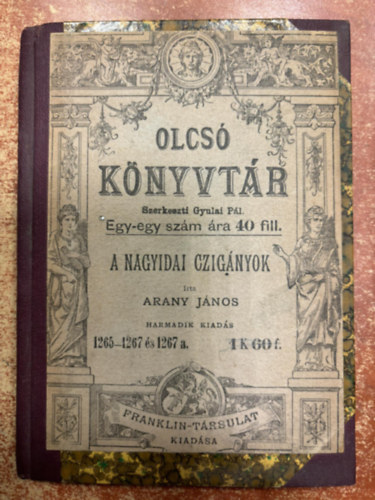 OLCSÓ
KÖNYVTÁR
Szerkeszti Gyulai Pál.
Egy-egy szám ára 40 fill.
A NAGYIDAI CZIGÁNYOK
Irta
ARANY JÁNOS
HARMADIK KIADÁS
1265–1267 és 1267 a. 1 K 60 f.
FRANKLIN-TÁRSULAT
KIADÁSA